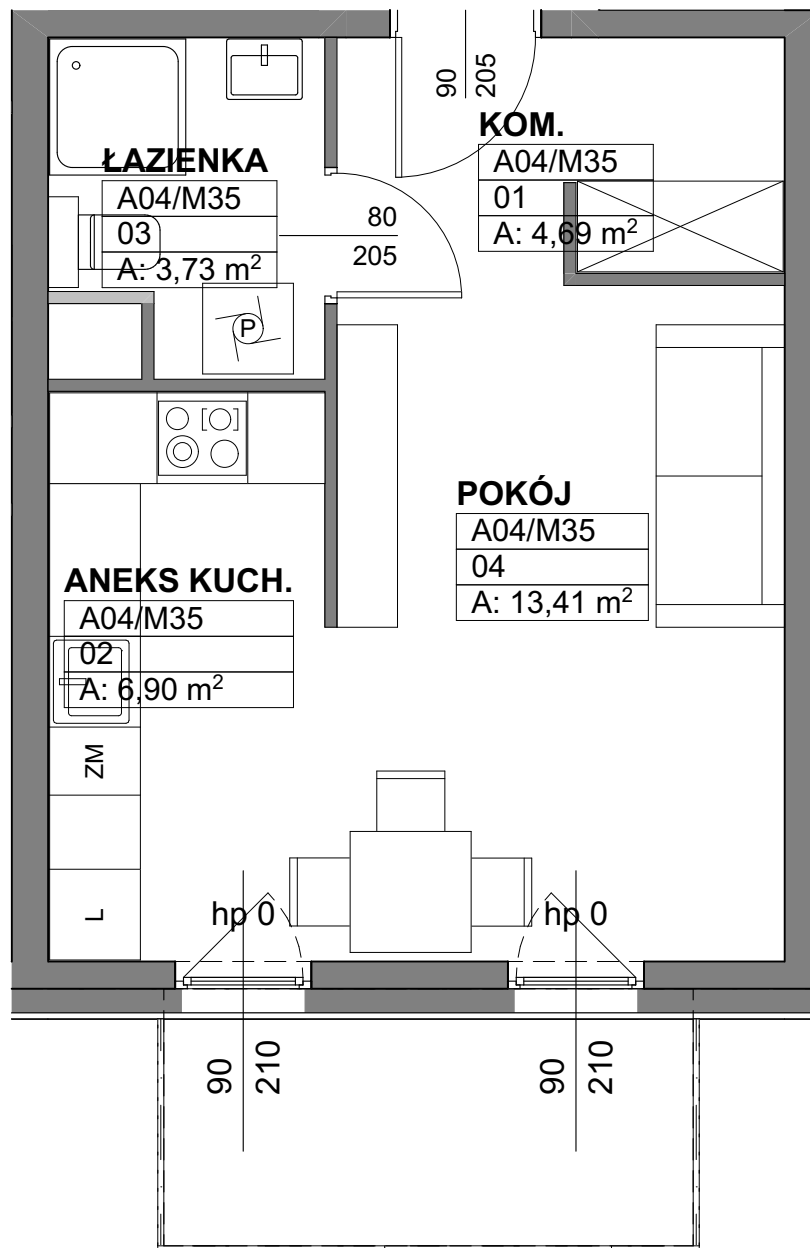 90
205
KOM.
A04/M35
01
A: 4,69 m²
ŁAZIENKA
A04/M35
03
A: 3,73 m²
80
205
P
POKÓJ
A04/M35
04
A: 13,41 m²
ANEKS KUCH.
A04/M35
02
A: 6,90 m²
ZM
L
hp 0
hp 0
90
210
90
210